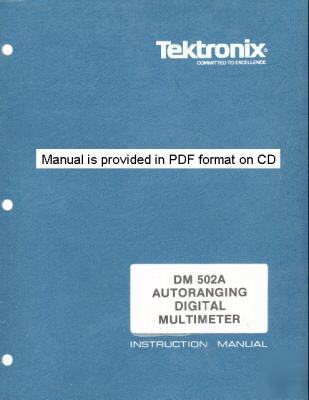 Tektronix®
COMMITTED TO EXCELLENCE
Manual is provided in PDF format on CD
DM 502A
AUTORANGING
DIGITAL
MULTIMETER
INSTRUCTION MANUAL